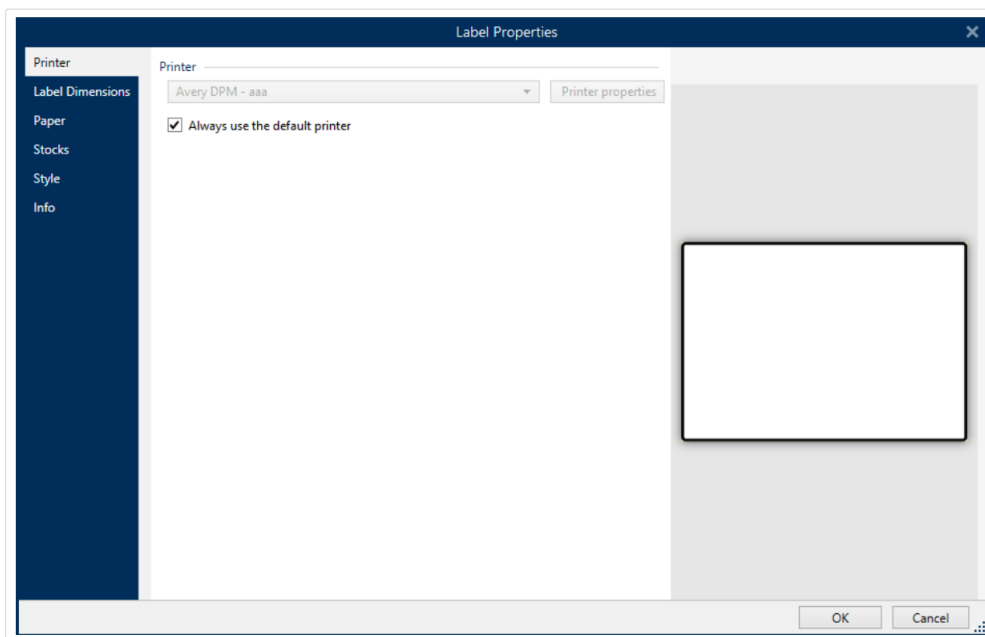 Label Properties
Printer
Label Dimensions
Paper
Stocks
Style
Info
Printer
Avery DPM - aaa
Printer properties
Always use the default printer
OK
Cancel